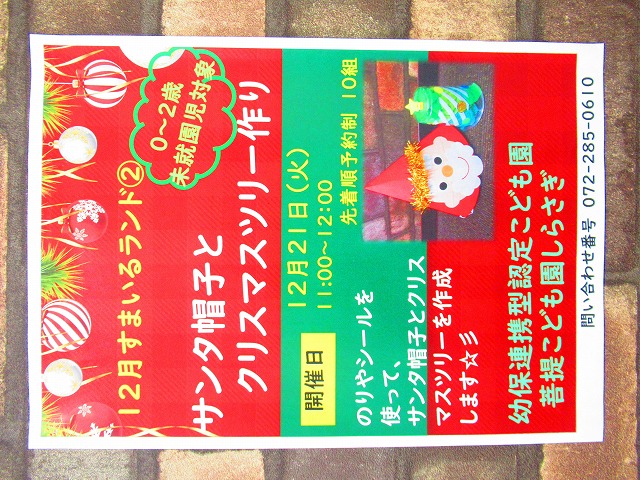 0～2歳
未就園児対象
12月すまいるランド②
サンタ帽子と
クリスマスツリー作り
開催日
12月21日（火）
11:00～12:00
先着順予約制 10組
のりやシールを
使って、
サンタ帽子とクリス
マスツリーを作成
します☆彡
幼保連携型認定こども園
菩提こども園しらさぎ
問い合わせ番号 072-285-0610